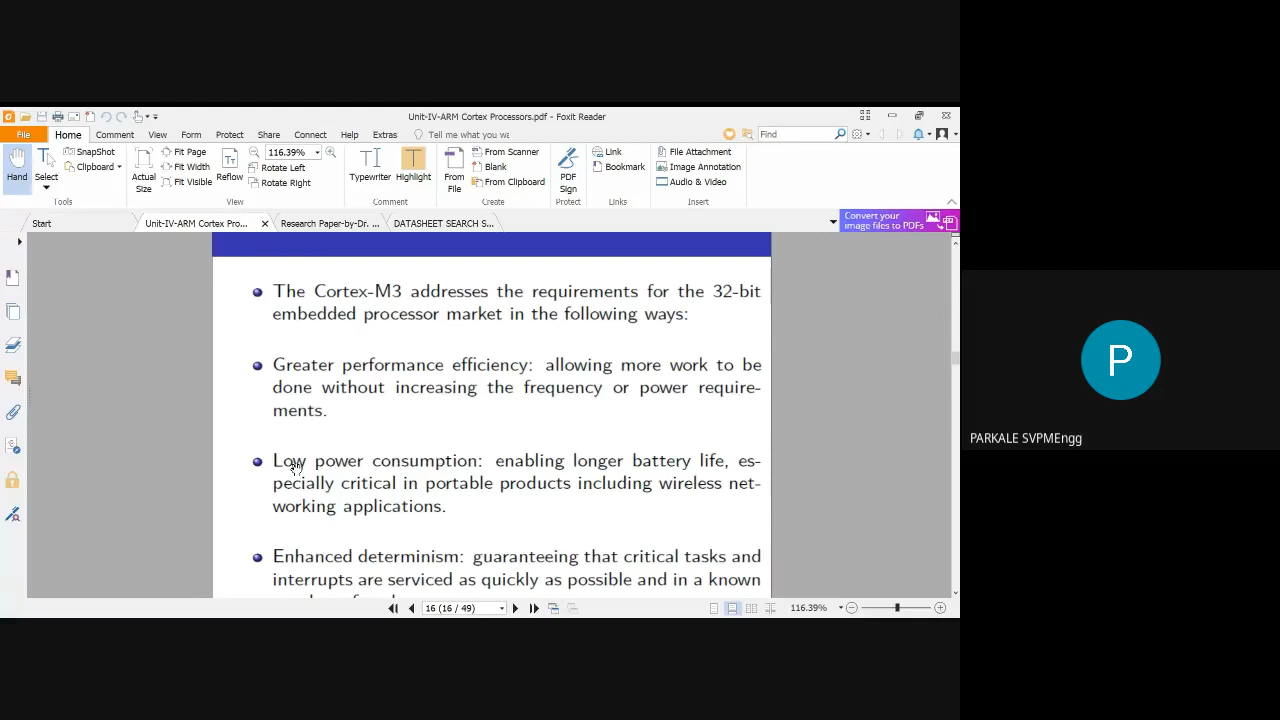 Unit-IV-ARM Cortex Processors.pdf - Foxit Reader
File Home Comment View Form Protect Share Connect Help Extras Tell me what you wa Find
Hand
Select
SnapShot
Clipboard
Tools
Actual Size
Fit Page
Fit Width
Fit Visible
Reflow
116.39%
Rotate Left
Rotate Right
View
Typewriter
Highlight
Comment
From File
From Scanner
Blank
From Clipboard
Create
PDF Sign
Protect
Link
Bookmark
Links
File Attachment
Image Annotation
Audio & Video
Insert
Start Unit-IV-ARM Cortex Pro... Research Paper-by-Dr. ... DATASHEET SEARCH S...
Convert your
image files to PDFs
The Cortex-M3 addresses the requirements for the 32-bit
embedded processor market in the following ways:
Greater performance efficiency: allowing more work to be
done without increasing the frequency or power require-
ments.
Low power consumption: enabling longer battery life, es-
pecially critical in portable products including wireless net-
working applications.
Enhanced determinism: guaranteeing that critical tasks and
interrupts are serviced as quickly as possible and in a known
16 (16 / 49)
116.39%
P
PARKALE SVPMEngg